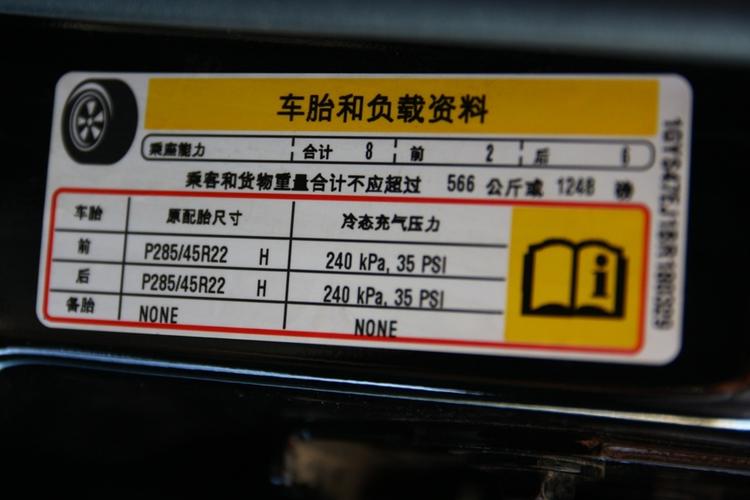 车胎和负载资料
乘座能力 合计 8 前 2 后 6
乘客和货物重量合计不应超过 566 公斤或 1248 磅
车胎 原配胎尺寸 冷态充气压力
前 P285/45R22 H 240 kPa, 35 PSI
后 P285/45R22 H 240 kPa, 35 PSI
备胎 NONE NONE